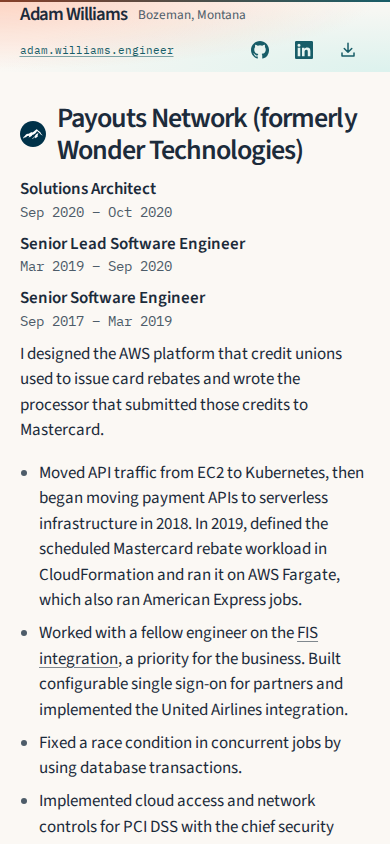 Adam Williams Bozeman, Montana
adam.williams.engineer
Payouts Network (formerly
Wonder Technologies)
Solutions Architect
Sep 2020 – Oct 2020
Senior Lead Software Engineer
Mar 2019 – Sep 2020
Senior Software Engineer
Sep 2017 – Mar 2019
I designed the AWS platform that credit unions
used to issue card rebates and wrote the
processor that submitted those credits to
Mastercard.
• Moved API traffic from EC2 to Kubernetes, then
began moving payment APIs to serverless
infrastructure in 2018. In 2019, defined the
scheduled Mastercard rebate workload in
CloudFormation and ran it on AWS Fargate,
which also ran American Express jobs.
• Worked with a fellow engineer on the FIS
integration, a priority for the business. Built
configurable single sign-on for partners and
implemented the United Airlines integration.
• Fixed a race condition in concurrent jobs by
using database transactions.
• Implemented cloud access and network
controls for PCI DSS with the chief security